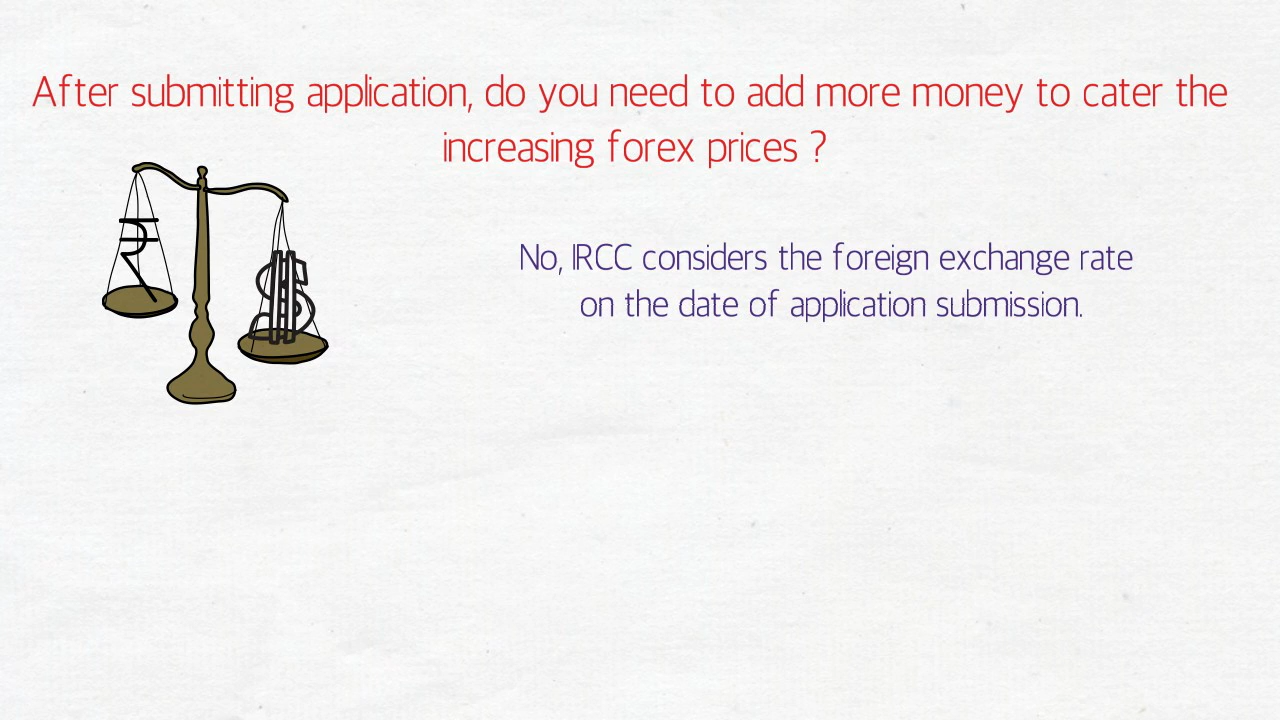 After submitting application, do you need to add more money to cater the
increasing forex prices ?
₹
$
No, IRCC considers the foreign exchange rate
on the date of application submission.